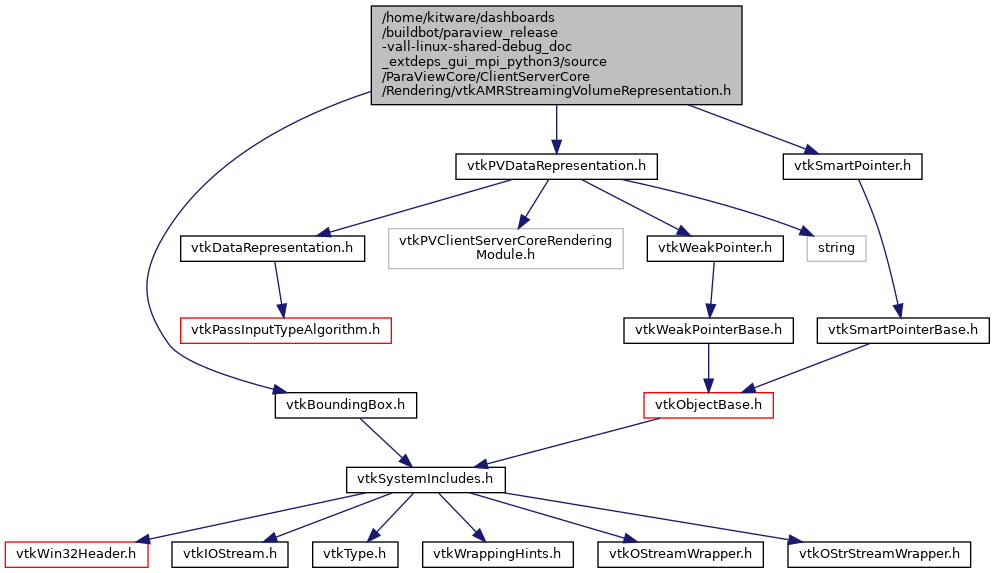 /home/kitware/dashboards
/buildbot/paraview_release
-vall-linux-shared-debug_doc
_extdeps_gui_mpi_python3/source
/ParaViewCore/ClientServerCore
/Rendering/vtkAMRStreamingVolumeRepresentation.h
vtkPVDataRepresentation.h
vtkSmartPointer.h
vtkDataRepresentation.h
vtkPVClientServerCoreRendering
Module.h
vtkWeakPointer.h
string
vtkPassInputTypeAlgorithm.h
vtkWeakPointerBase.h
vtkSmartPointerBase.h
vtkBoundingBox.h
vtkObjectBase.h
vtkSystemIncludes.h
vtkWin32Header.h
vtkIOStream.h
vtkType.h
vtkWrappingHints.h
vtkOStreamWrapper.h
vtkOStrStreamWrapper.h